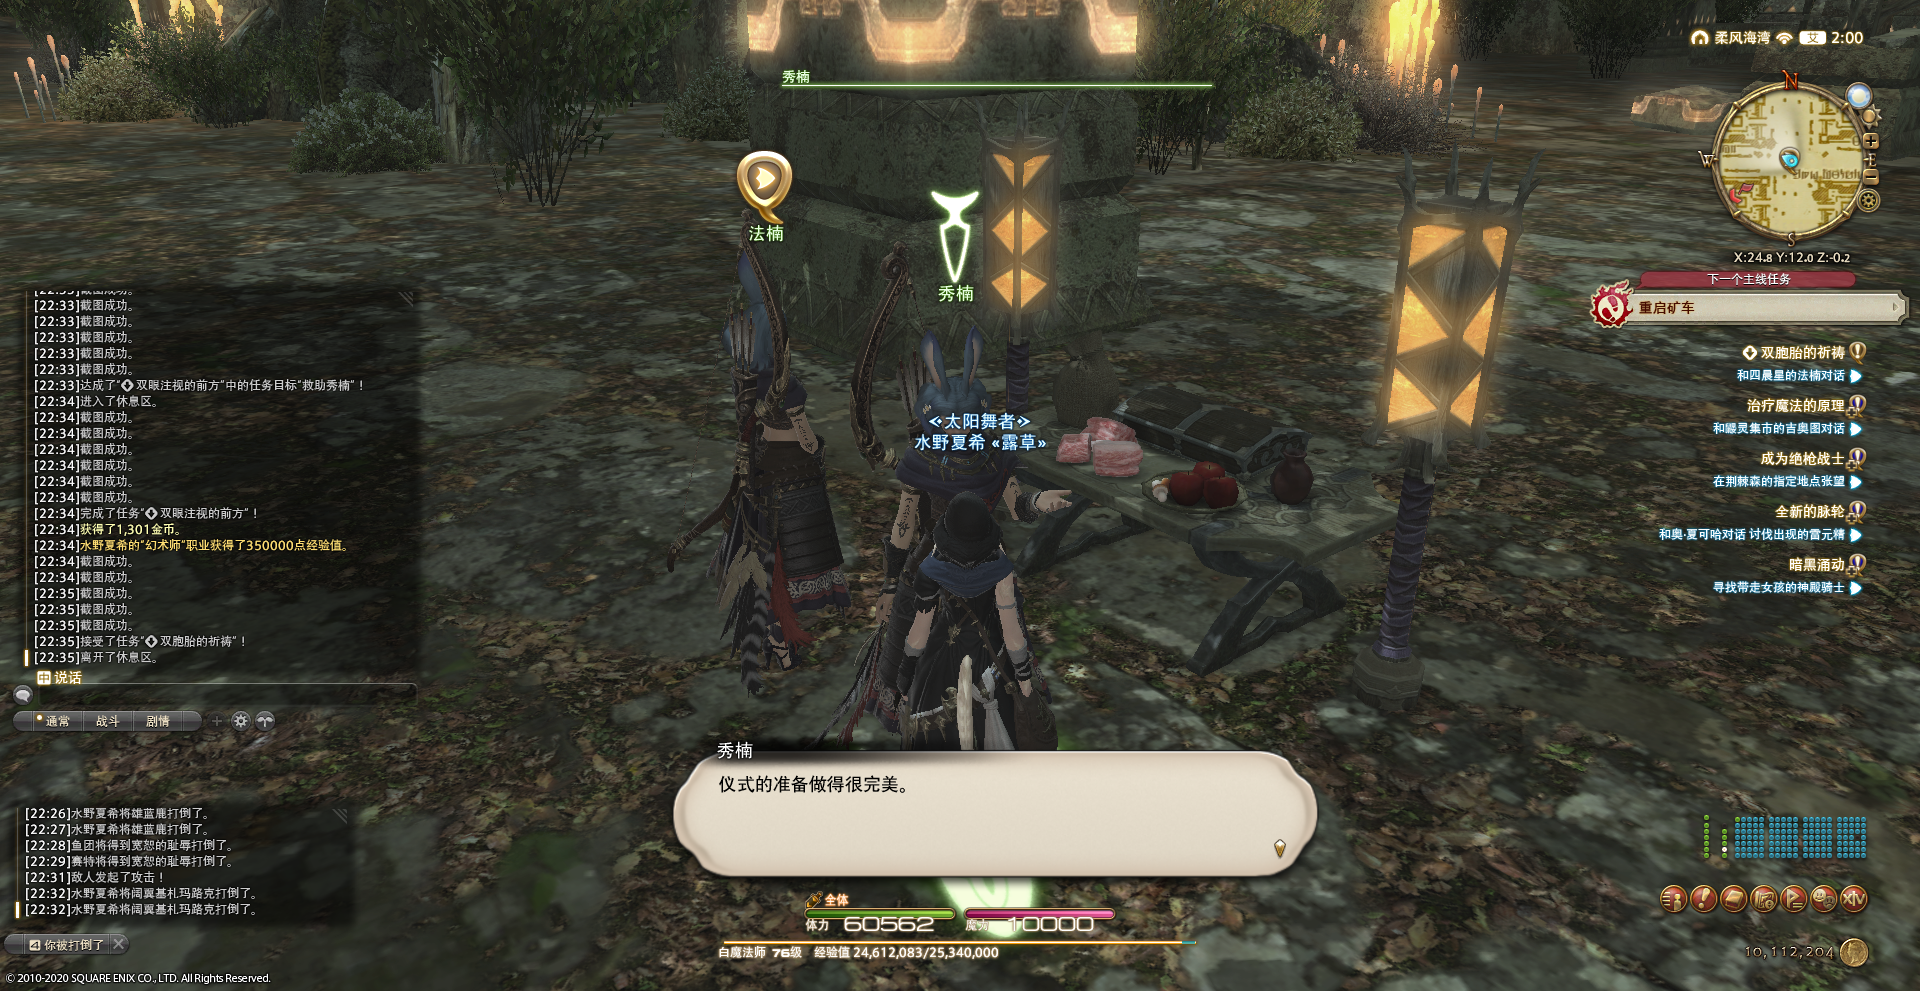 秀楠
柔风海湾 艾 2:00
N
W
E
S
X:24.8 Y:12.0 Z:-0.2
下一个主线任务
重启矿车
双胞胎的祈祷
和四晨星的法楠对话
治疗魔法的原理
和鼹灵集市的吉奥图对话
成为绝枪战士
在荆棘森的指定地点张望
全新的脉轮
和奥·夏可哈对话 讨伐出现的雷元精
暗黑涌动
寻找带走女孩的神殿骑士
法楠
秀楠
太阳舞者
水野夏希 «露草»
[22:33]截图成功。
[22:33]截图成功。
[22:33]截图成功。
[22:33]截图成功。
[22:33]截图成功。
[22:33]截图成功。
[22:33]达成了“双眼注视的前方”中的任务目标“救助秀楠”！
[22:34]进入了休息区。
[22:34]截图成功。
[22:34]截图成功。
[22:34]截图成功。
[22:34]截图成功。
[22:34]截图成功。
[22:34]截图成功。
[22:34]完成了任务“双眼注视的前方”！
[22:34]获得了1,301金币。
[22:34]水野夏希的“幻术师”职业获得了350000点经验值。
[22:34]截图成功。
[22:34]截图成功。
[22:35]截图成功。
[22:35]截图成功。
[22:35]截图成功。
[22:35]接受了任务“双胞胎的祈祷”！
[22:35]离开了休息区。
说话
通常 战斗 剧情
[22:26]水野夏希将雄蓝鹿打倒了。
[22:27]水野夏希将雄蓝鹿打倒了。
[22:28]鱼团将得到宽恕的耻辱打倒了。
[22:29]赛特将得到宽恕的耻辱打倒了。
[22:31]敌人发起了攻击！
[22:32]水野夏希将阔翼基札玛路克打倒了。
[22:32]水野夏希将阔翼基札玛路克打倒了。
4 你被打倒了
© 2010-2020 SQUARE ENIX CO., LTD. All Rights Reserved.
秀楠
仪式的准备做得很完美。
全体
体力 60562 魔力 10000
白魔法师 76级 经验值 24,612,083/25,340,000
XIV
10,112,204